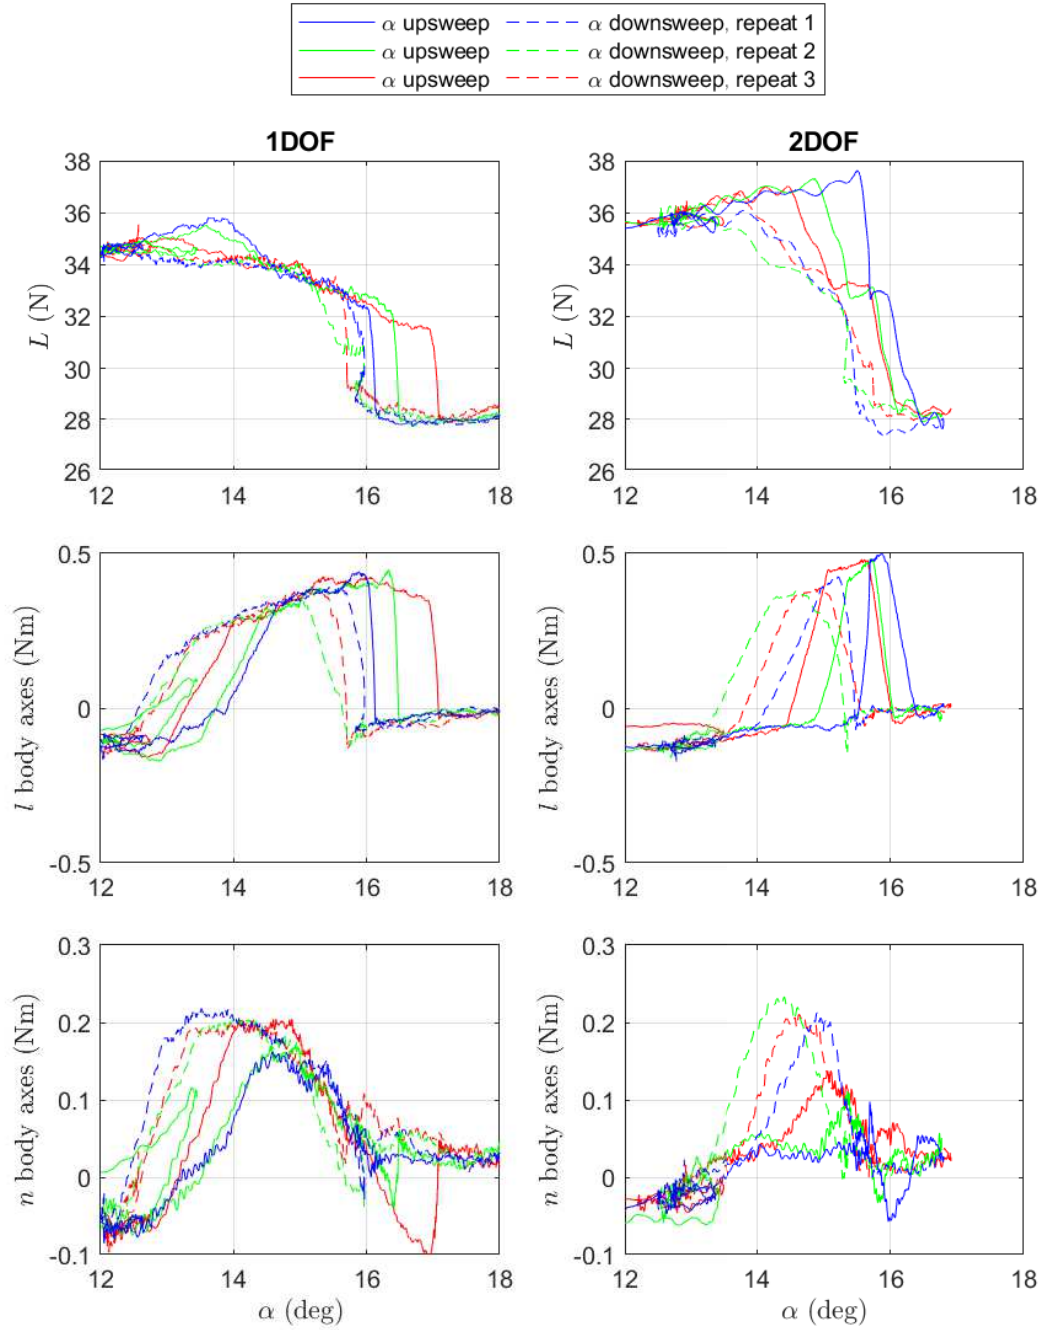 α upsweep α downsweep, repeat 1
α upsweep α downsweep, repeat 2
α upsweep α downsweep, repeat 3
1DOF 2DOF
38 38
36 36
34 34
L (N) L (N)
32 32
30 30
28 28
26 26
12 14 16 18 12 14 16 18
0.5 0.5
l body axes (Nm) l body axes (Nm)
0 0
-0.5 -0.5
12 14 16 18 12 14 16 18
0.3 0.3
0.2 0.2
n body axes (Nm) n body axes (Nm)
0.1 0.1
0 0
-0.1 -0.1
12 14 16 18 12 14 16 18
α (deg) α (deg)